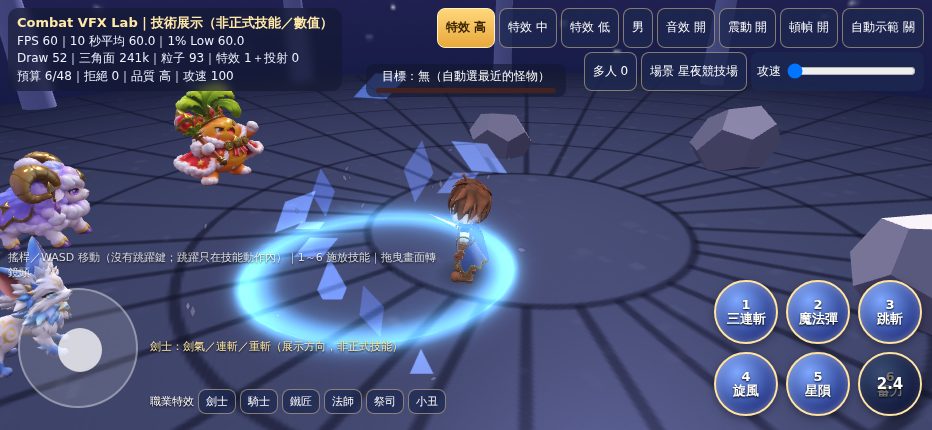 Combat VFX Lab｜技術展示（非正式技能／數值）
FPS 60｜10 秒平均 60.0｜1% Low 60.0
Draw 52｜三角面 241k｜粒子 93｜特效 1＋投射 0
預算 6/48｜拒絕 0｜品質 高｜攻速 100
特效 高
特效 中
特效 低
男
音效 開
震動 開
頓幀 開
自動示範 關
目標：無（自動選最近的怪物）
多人 0
場景 星夜競技場
攻速
搖桿／WASD 移動（沒有跳躍鍵；跳躍只在技能動作內）｜1～6 施放技能｜拖曳畫面轉
鏡頭
劍士：劍氣／連斬／重斬（展示方向，非正式技能）
1
三連斬
2
魔法彈
3
跳斬
4
旋風
5
星隕
6
2.4
職業特效
劍士
騎士
鐵匠
法師
祭司
小丑